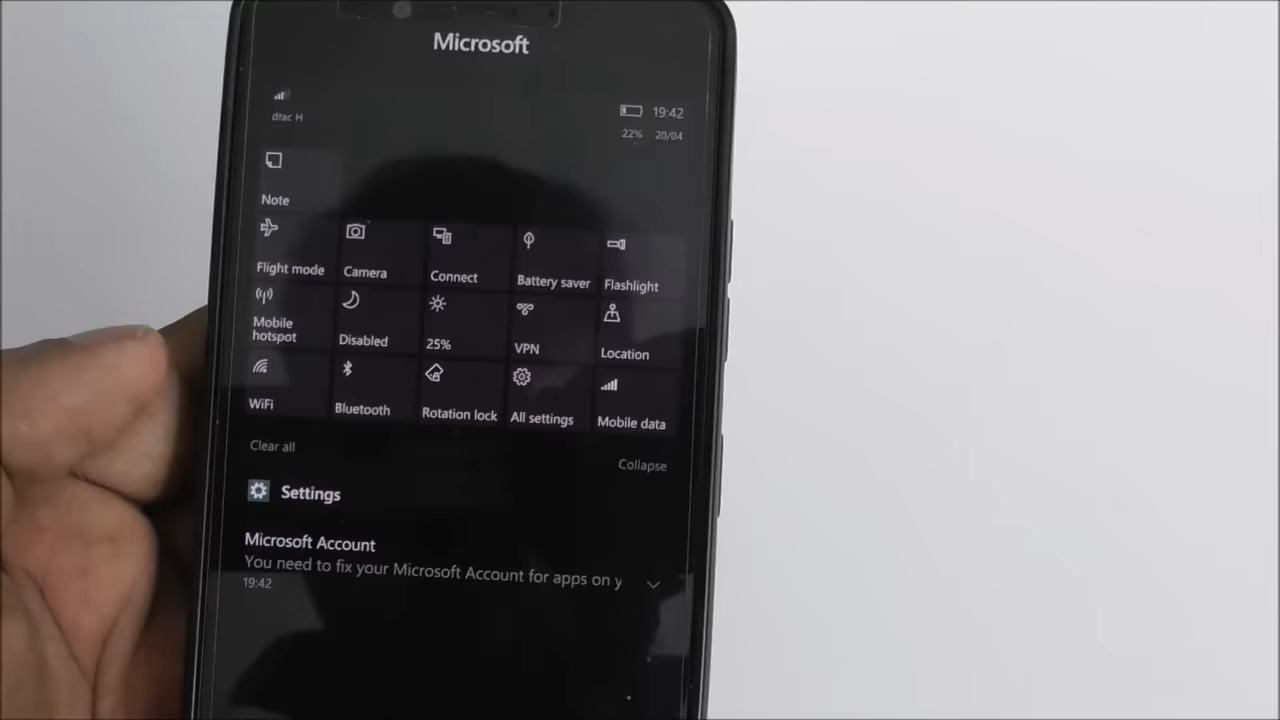 Microsoft
19:42
dtac H
22% 20/04
Note
Flight mode Camera Connect Battery saver Flashlight
Mobile
hotspot Disabled 25% VPN Location
WiFi Bluetooth Rotation lock All settings Mobile data
Clear all Collapse
Settings
Microsoft Account
You need to fix your Microsoft Account for apps on y
19:42